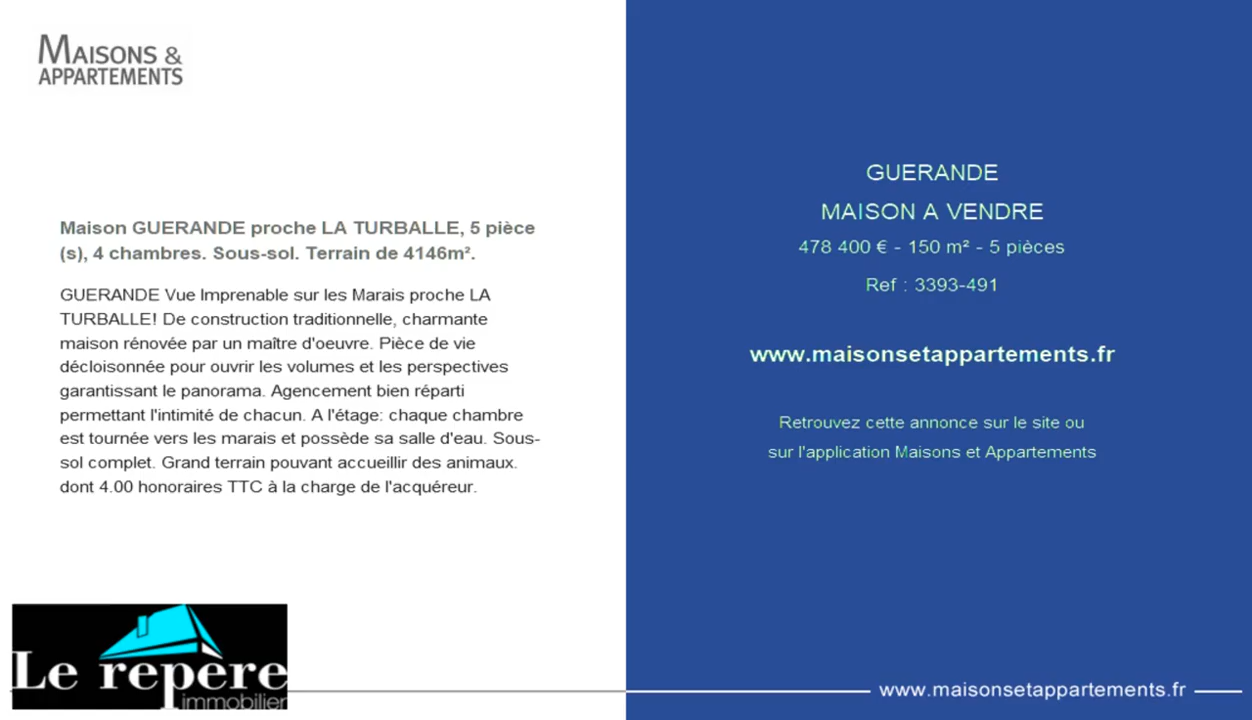 MAISONS &
APPARTEMENTS
Maison GUERANDE proche LA TURBALLE, 5 pièce
(s), 4 chambres. Sous-sol. Terrain de 4146m².
GUERANDE Vue Imprenable sur les Marais proche LA
TURBALLE! De construction traditionnelle, charmante
maison rénovée par un maître d'oeuvre. Pièce de vie
décloisonnée pour ouvrir les volumes et les perspectives
garantissant le panorama. Agencement bien réparti
permettant l'intimité de chacun. A l'étage: chaque chambre
est tournée vers les marais et possède sa salle d'eau. Sous-
sol complet. Grand terrain pouvant accueillir des animaux.
dont 4.00 honoraires TTC à la charge de l'acquéreur.
Le repère
immobilier
GUERANDE
MAISON A VENDRE
478 400 € - 150 m² - 5 pièces
Ref : 3393-491
www.maisonsetappartements.fr
Retrouvez cette annonce sur le site ou
sur l'application Maisons et Appartements
www.maisonsetappartements.fr